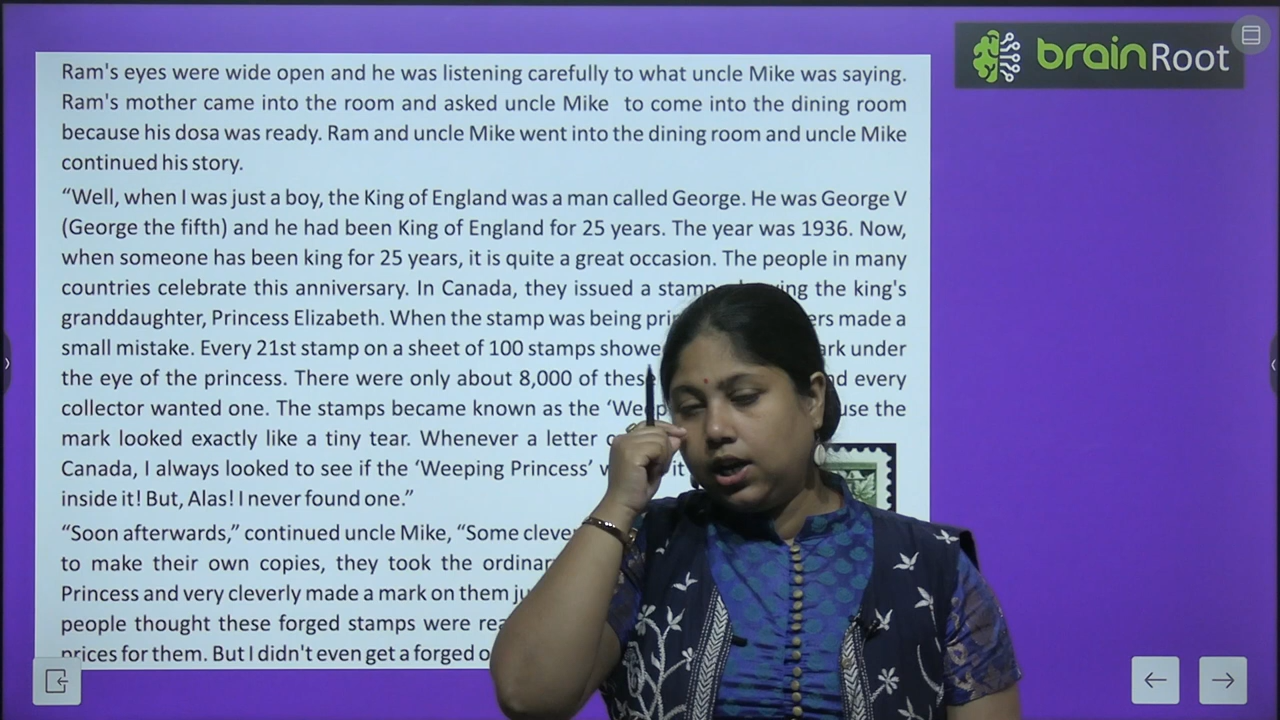 brainRoot
Ram's eyes were wide open and he was listening carefully to what uncle Mike was saying.
Ram's mother came into the room and asked uncle Mike to come into the dining room
because his dosa was ready. Ram and uncle Mike went into the dining room and uncle Mike
continued his story.
“Well, when I was just a boy, the King of England was a man called George. He was George V
(George the fifth) and he had been King of England for 25 years. The year was 1936. Now,
when someone has been king for 25 years, it is quite a great occasion. The people in many
countries celebrate this anniversary. In Canada, they issued a stamp the king's
granddaughter, Princess Elizabeth. When the stamp was being made a
small mistake. Every 21st stamp on a sheet of 100 stamps under
the eye of the princess. There were only about 8,000 of these every
collector wanted one. The stamps became known as the the
mark looked exactly like a tiny tear. Whenever a letter
Canada, I always looked to see if the ‘Weeping Princess’ it
inside it! But, Alas! I never found one.”
“Soon afterwards,” continued uncle Mike, “Some
to make their own copies, they took the
Princess and very cleverly made a mark on them
people thought these forged stamps were
prices for them. But I didn't even get a forged